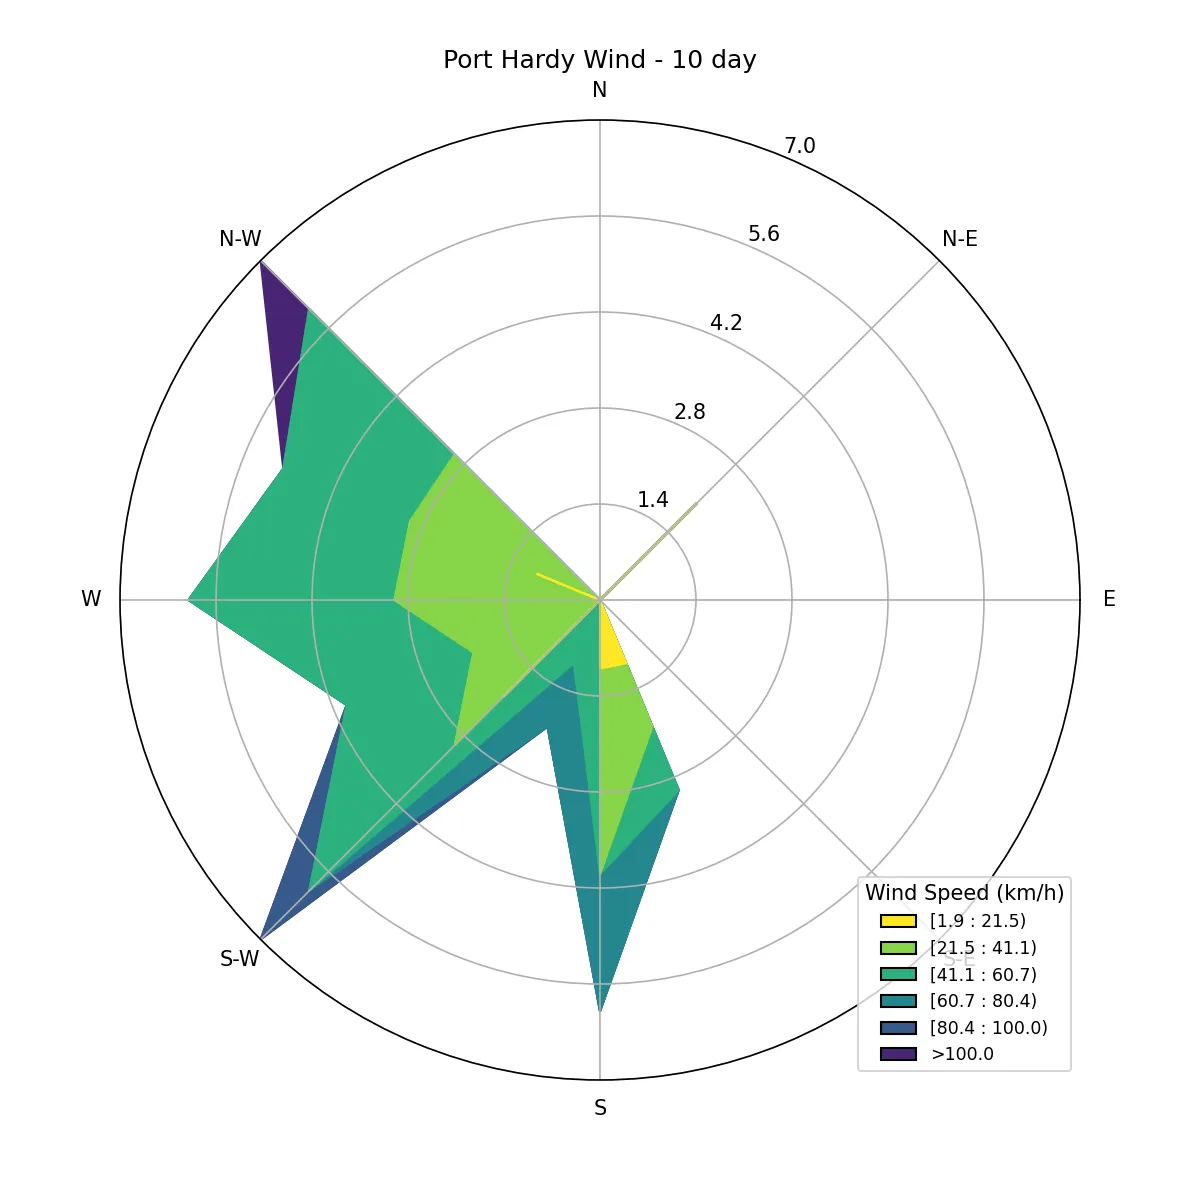 Port Hardy Wind - 10 day
N
7.0
N-W
N-E
5.6
4.2
2.8
1.4
W
E
S-W
S-E
Wind Speed (km/h)
[1.9 : 21.5)
[21.5 : 41.1)
[41.1 : 60.7)
[60.7 : 80.4)
[80.4 : 100.0)
>100.0
S